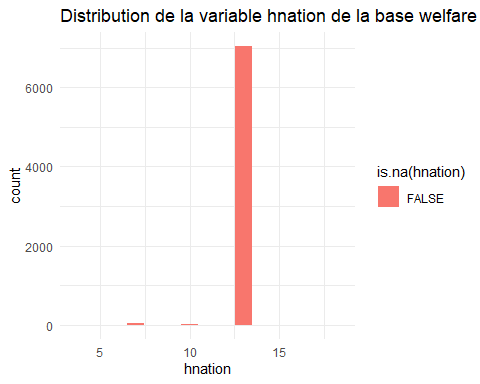 Distribution de la variable hnation de la base welfare
6000
4000
2000
0
count
5 10 15
hnation
is.na(hnation)
FALSE